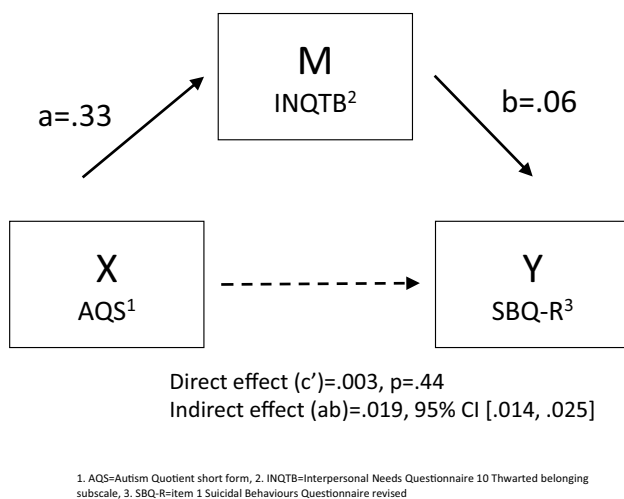 M
INQTB²
a=.33
b=.06
X
AQS¹
Y
SBQ-R³
Direct effect (c’)=.003, p=.44
Indirect effect (ab)=.019, 95% CI [.014, .025]
1. AQS=Autism Quotient short form, 2. INQTB=Interpersonal Needs Questionnaire 10 Thwarted belonging
subscale, 3. SBQ-R=item 1 Suicidal Behaviours Questionnaire revised